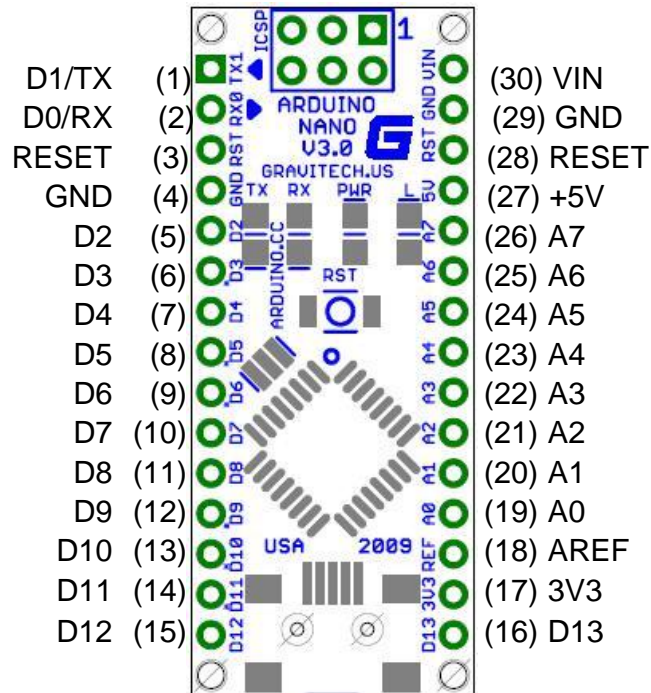 ICSP
1
D1/TX (1) TX1 VIN (30) VIN
D0/RX (2) RX0 ARDUINO GND (29) GND
NANO
RESET (3) RST V3.0 G RST (28) RESET
GRAVITECH.US
GND (4) GND TX RX PWR L 5V (27) +5V
D2 (5) D2 A7 (26) A7
ARDUINO.CC
D3 (6) D3 RST A6 (25) A6
D4 (7) D4 A5 (24) A5
D5 (8) D5 A4 (23) A4
D6 (9) D6 A3 (22) A3
D7 (10) D7 A2 (21) A2
D8 (11) D8 A1 (20) A1
D9 (12) D9 A0 (19) A0
D10 (13) D10 USA 2009 REF (18) AREF
D11 (14) D11 3V3 (17) 3V3
D12 (15) D12 D13 (16) D13